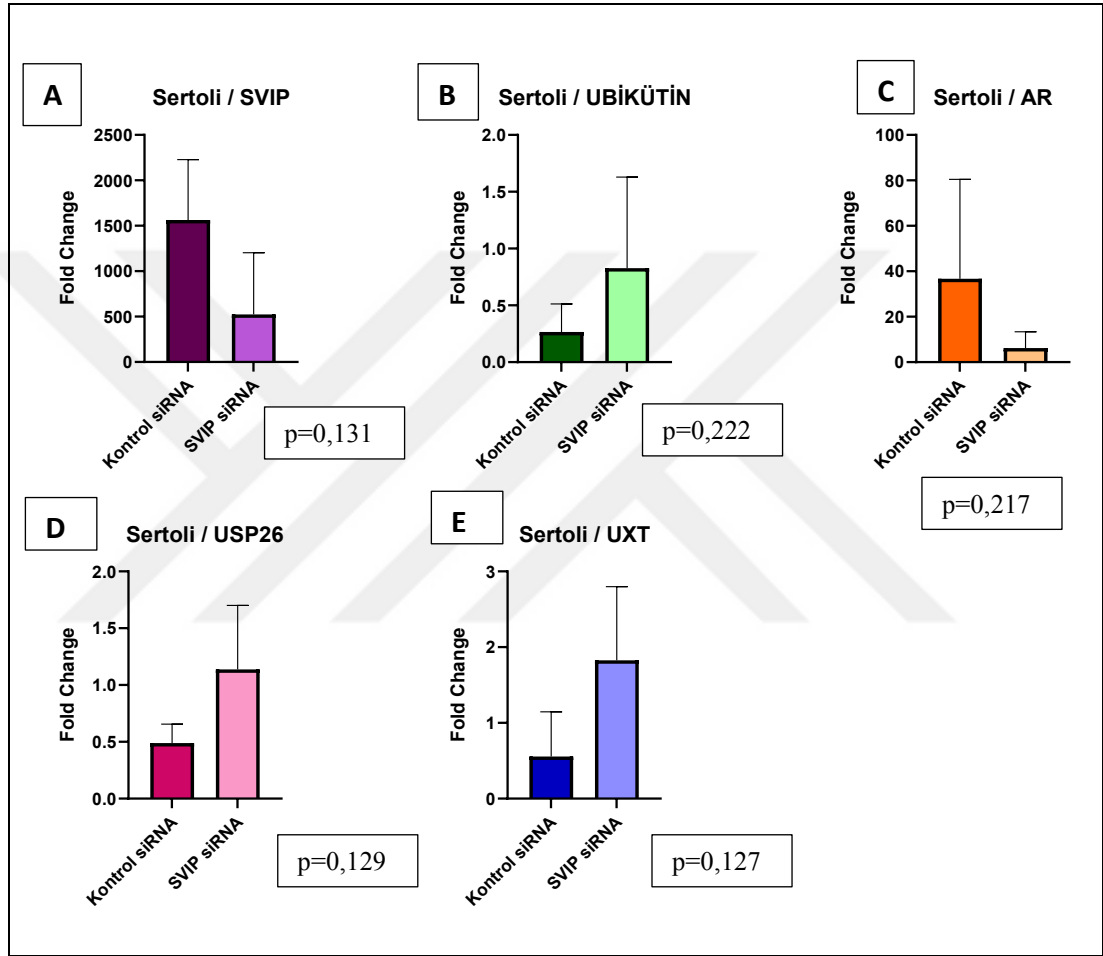 A
Sertoli / SVIP
Fold Change
2500
2000
1500
1000
500
0
Kontrol siRNA
SVIP siRNA
p=0,131
B
Sertoli / UBİKÜTİN
Fold Change
2.0
1.5
1.0
0.5
0.0
Kontrol siRNA
SVIP siRNA
p=0,222
C
Sertoli / AR
Fold Change
100
80
60
40
20
0
Kontrol siRNA
SVIP siRNA
p=0,217
D
Sertoli / USP26
Fold Change
2.0
1.5
1.0
0.5
0.0
Kontrol siRNA
SVIP siRNA
p=0,129
E
Sertoli / UXT
Fold Change
3
2
1
0
Kontrol siRNA
SVIP siRNA
p=0,127